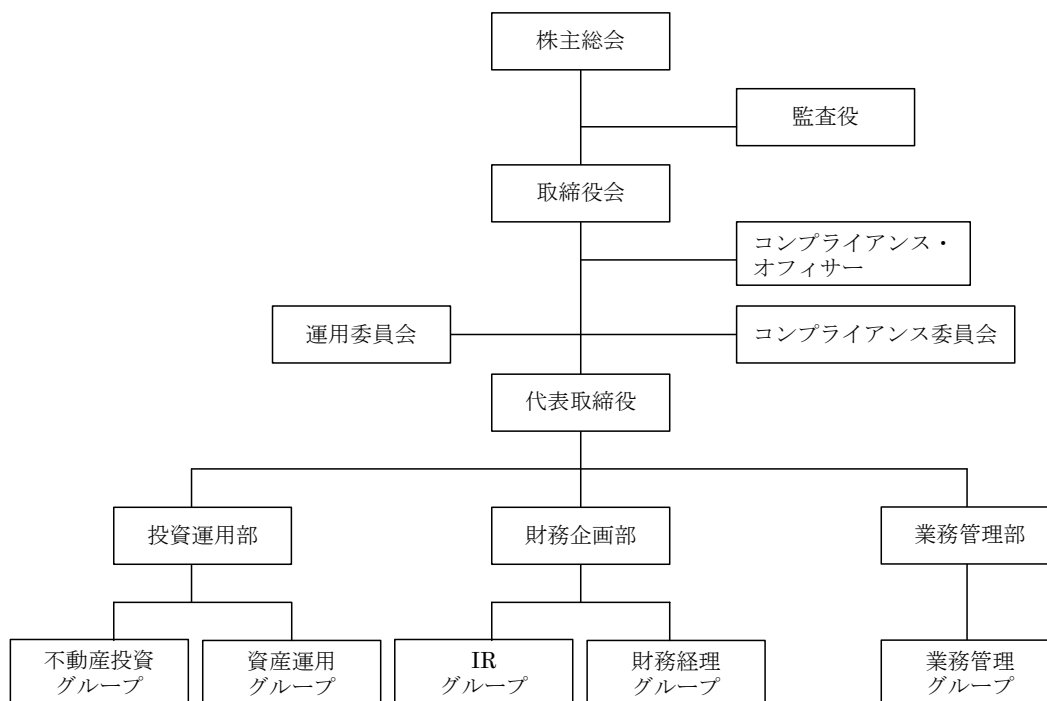 株主総会
監査役
取締役会
コンプライアンス・
オフィサー
運用委員会
コンプライアンス委員会
代表取締役
投資運用部
財務企画部
業務管理部
不動産投資
グループ
資産運用
グループ
IR
グループ
財務経理
グループ
業務管理
グループ